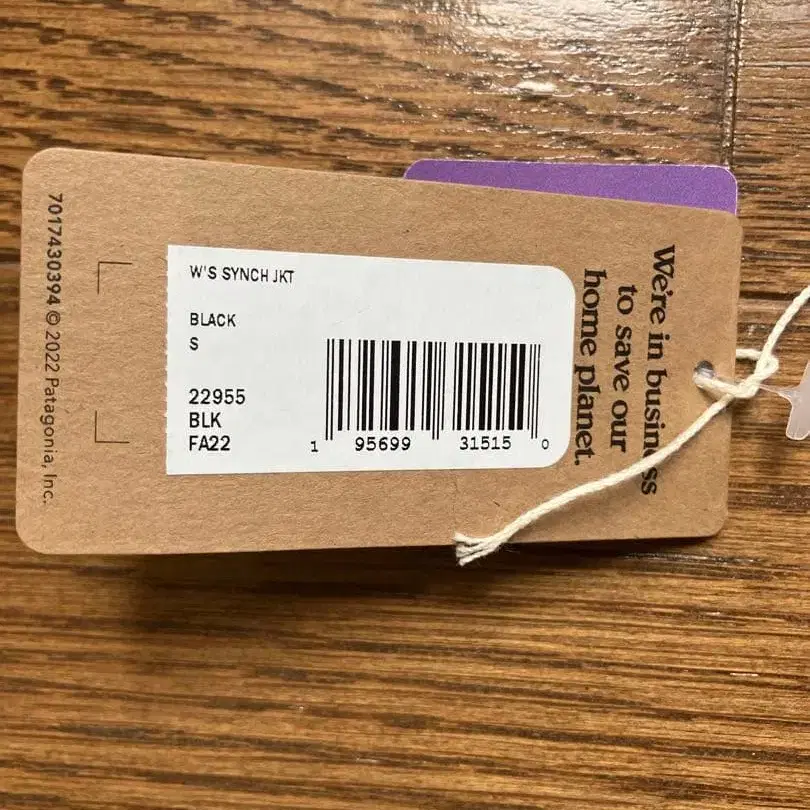 W'S SYNCH JKT
BLACK
S
22955
BLK
FA22
1 95699 31515 0
We're in business
to save our
home planet.
7017430394 © 2022 Patagonia, Inc.